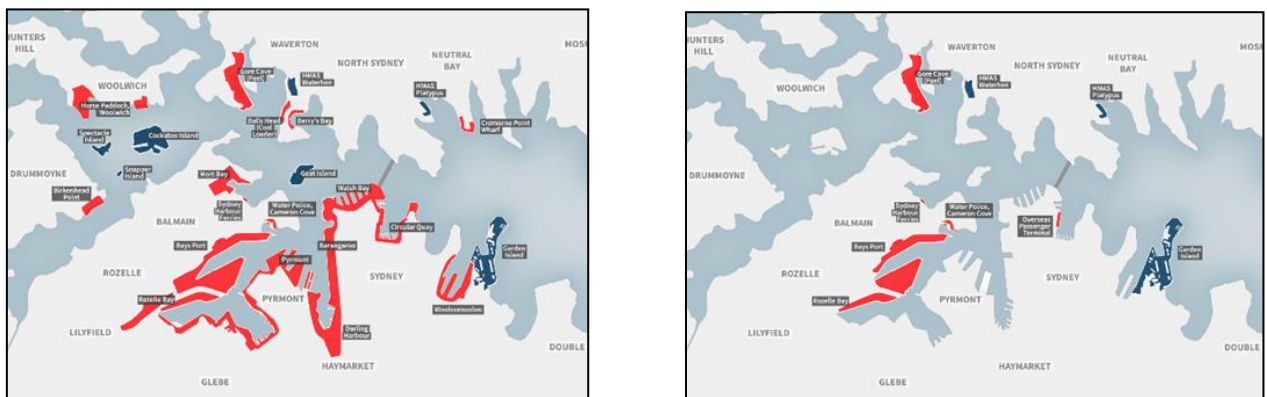 HUNTERS
HILL
WAVERTON
NORTH SYDNEY
NEUTRAL
BAY
MOS
WOOLWICH
Gore Cove
(Fuel)
HMAS
Waterhen
HMAS
Platypus
Horse Paddock,
Woolwich
Balls Head
(Coal
Loader)
Berry's Bay
Cremorne Point
Wharf
Spectacle
Island
Cockatoo Island
Snapper
Island
Goat Island
DRUMMOYNE
Birkenhead
Point
Mort Bay
Walsh Bay
Sydney
Harbour
Ferries
Water Police,
Cameron Cove
BALMAIN
Circular Quay
Bays Port
Barangaroo
Garden
Island
Pyrmont
ROZELLE
SYDNEY
Rozelle Bay
PYRMONT
Woolloomooloo
LILYFIELD
Darling
Harbour
DOUBLE
HAYMARKET
GLEBE
HUNTERS
HILL
WAVERTON
NORTH SYDNEY
NEUTRAL
BAY
MOS
WOOLWICH
Gore Cove
(Fuel)
HMAS
Waterhen
HMAS
Platypus
DRUMMOYNE
Sydney
Harbour
Ferries
Water Police,
Cameron Cove
BALMAIN
Overseas
Passenger
Terminal
Bays Port
Garden
Island
ROZELLE
SYDNEY
Rozelle Bay
PYRMONT
LILYFIELD
DOUBLE
HAYMARKET
GLEBE